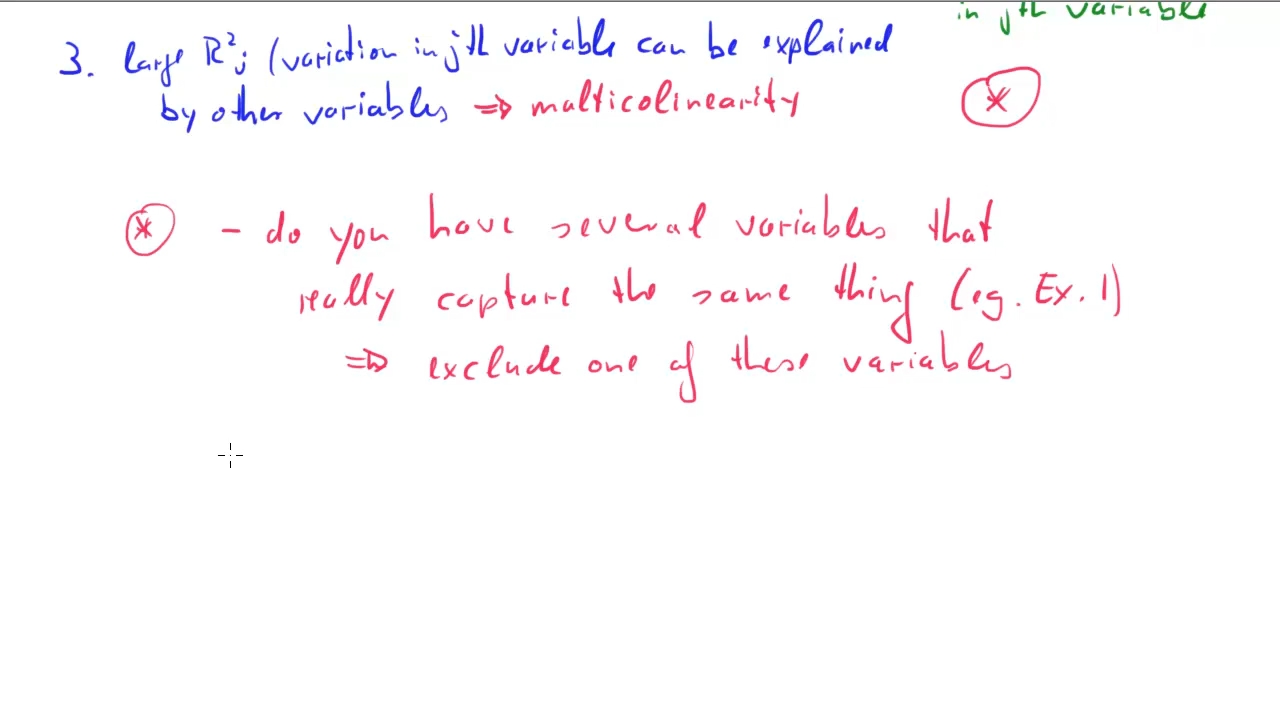 in jth variable
3. large R²j (variation in jth variable can be explained
by other variables ⇒ multicolinearity
*
* - do you have several variables that
really capture the same thing (eg. Ex. 1)
⇒ exclude one of these variables